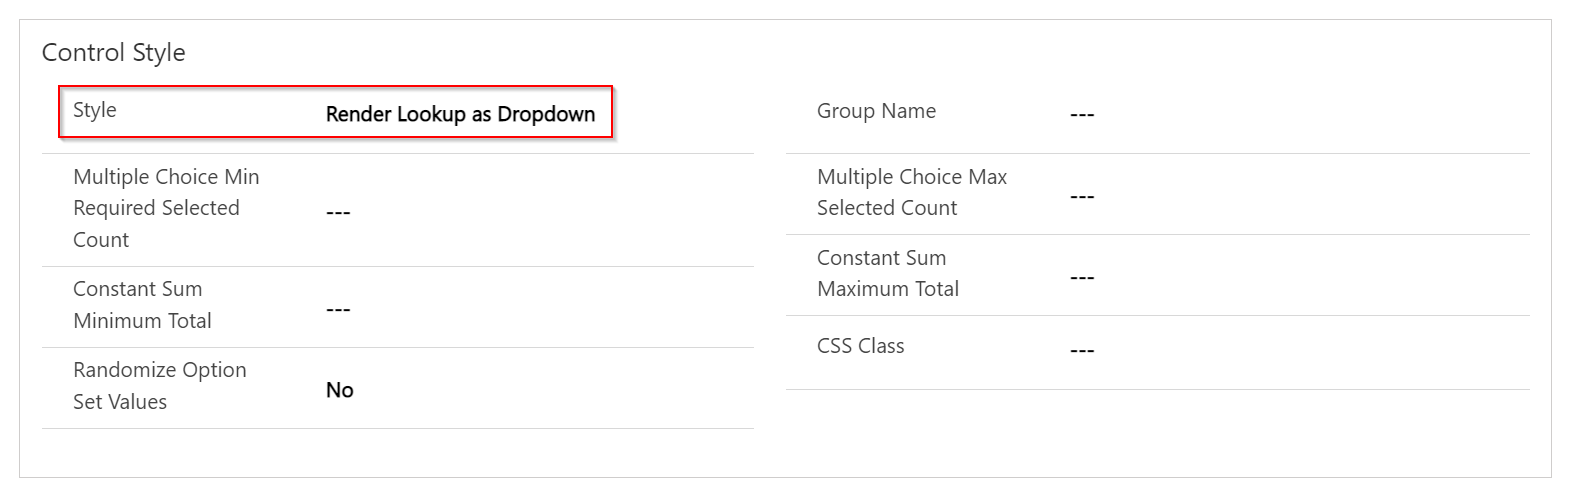 Control Style
Style
Render Lookup as Dropdown
Multiple Choice Min
Required Selected
Count
---
Constant Sum
Minimum Total
---
Randomize Option
Set Values
No
Group Name
---
Multiple Choice Max
Selected Count
---
Constant Sum
Maximum Total
---
CSS Class
---